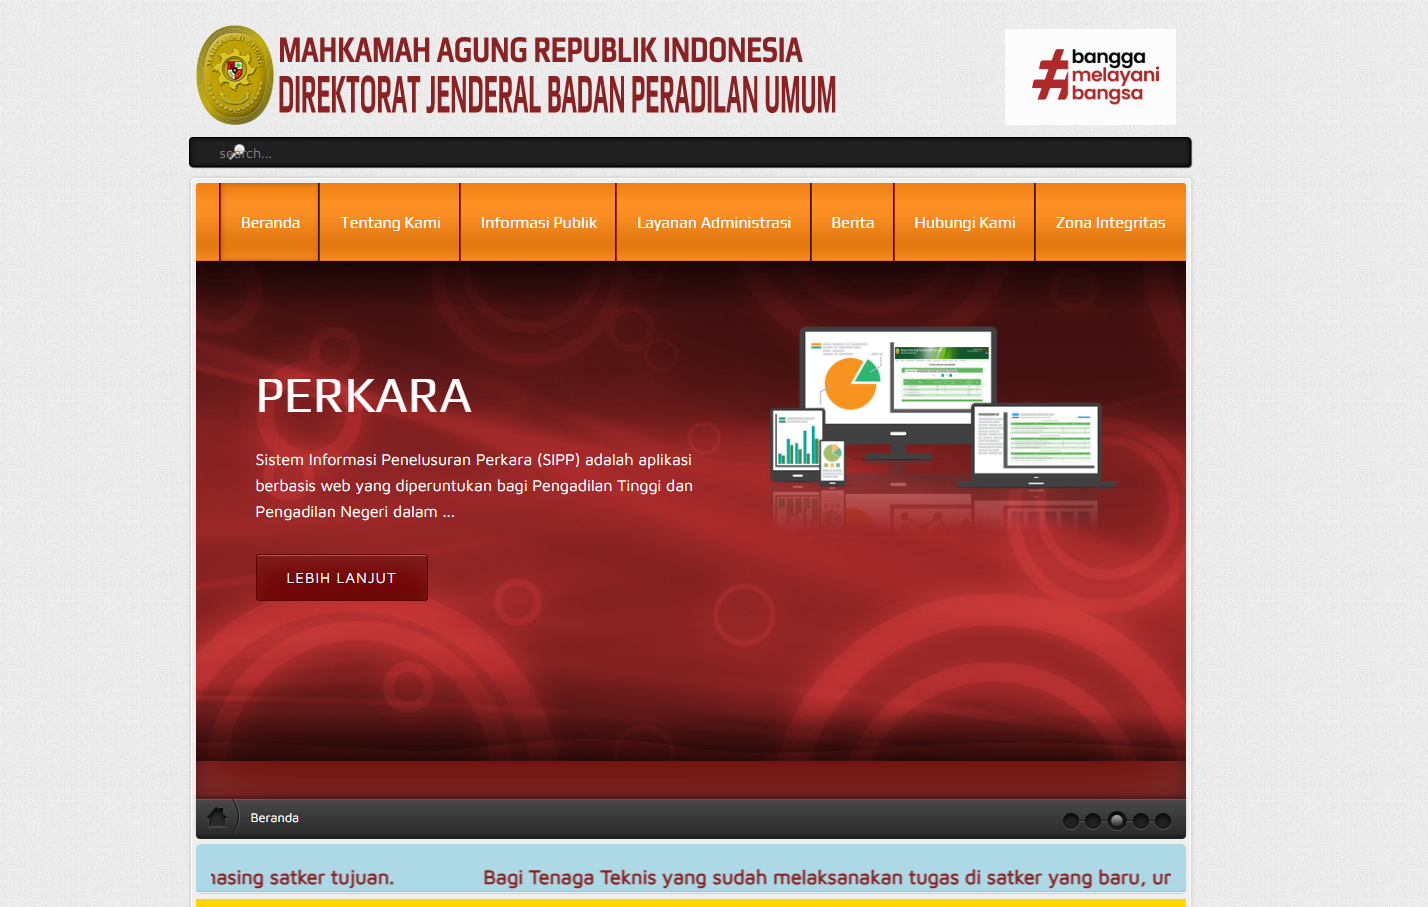 MAHKAMAH AGUNG REPUBLIK INDONESIA
DIREKTORAT JENDERAL BADAN PERADILAN UMUM
#bangga
melayani
bangsa
search...
Beranda
Tentang Kami
Informasi Publik
Layanan Administrasi
Berita
Hubungi Kami
Zona Integritas
PERKARA
Sistem Informasi Penelusuran Perkara (SIPP) adalah aplikasi
berbasis web yang diperuntukan bagi Pengadilan Tinggi dan
Pengadilan Negeri dalam ...
LEBIH LANJUT
Beranda
satker tujuan.
Bagi Tenaga Teknis yang sudah melaksanakan tugas di satker yang baru,